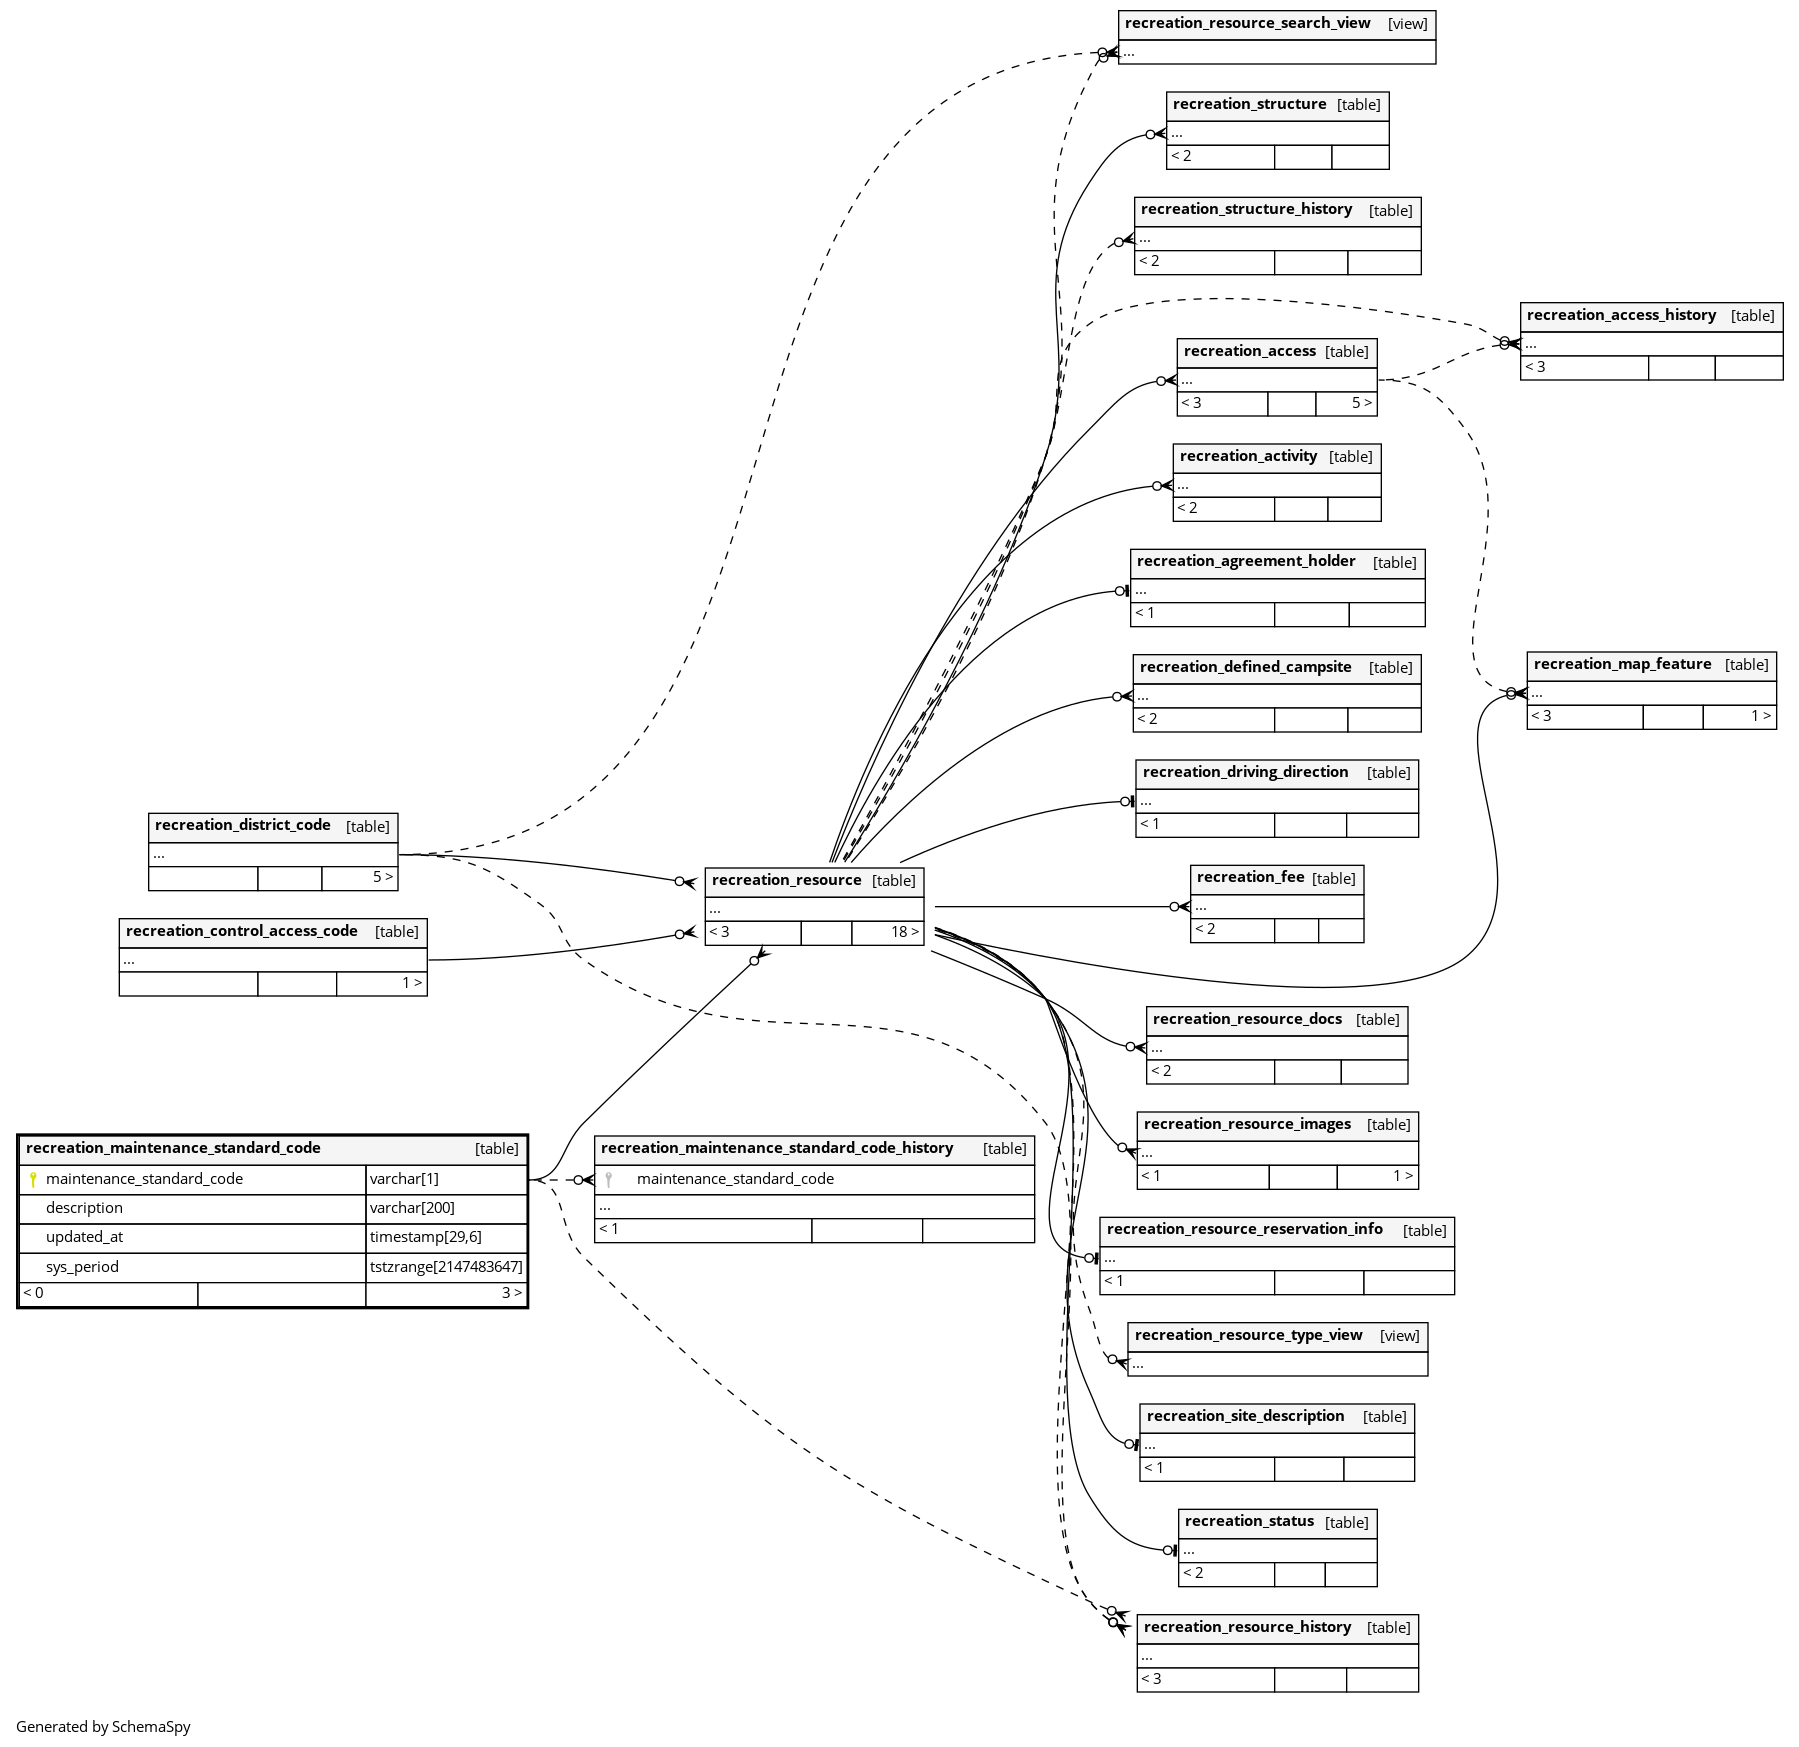 recreation_resource_search_view [view]
...
recreation_structure [table]
...
< 2
recreation_structure_history [table]
...
< 2
recreation_access_history [table]
...
< 3
recreation_access [table]
...
< 3 5 >
recreation_activity [table]
...
< 2
recreation_agreement_holder [table]
...
< 1
recreation_defined_campsite [table]
...
< 2
recreation_map_feature [table]
...
< 3 1 >
recreation_driving_direction [table]
...
< 1
recreation_district_code [table]
...
5 >
recreation_resource [table]
...
< 3 18 >
recreation_fee [table]
...
< 2
recreation_control_access_code [table]
...
1 >
recreation_resource_docs [table]
...
< 2
recreation_resource_images [table]
...
< 1 1 >
recreation_maintenance_standard_code [table]
maintenance_standard_code varchar[1]
description varchar[200]
updated_at timestamp[29,6]
sys_period tstzrange[2147483647]
< 0 3 >
recreation_maintenance_standard_code_history [table]
maintenance_standard_code
...
< 1
recreation_resource_reservation_info [table]
...
< 1
recreation_resource_type_view [view]
...
recreation_site_description [table]
...
< 1
recreation_status [table]
...
< 2
recreation_resource_history [table]
...
< 3
Generated by SchemaSpy